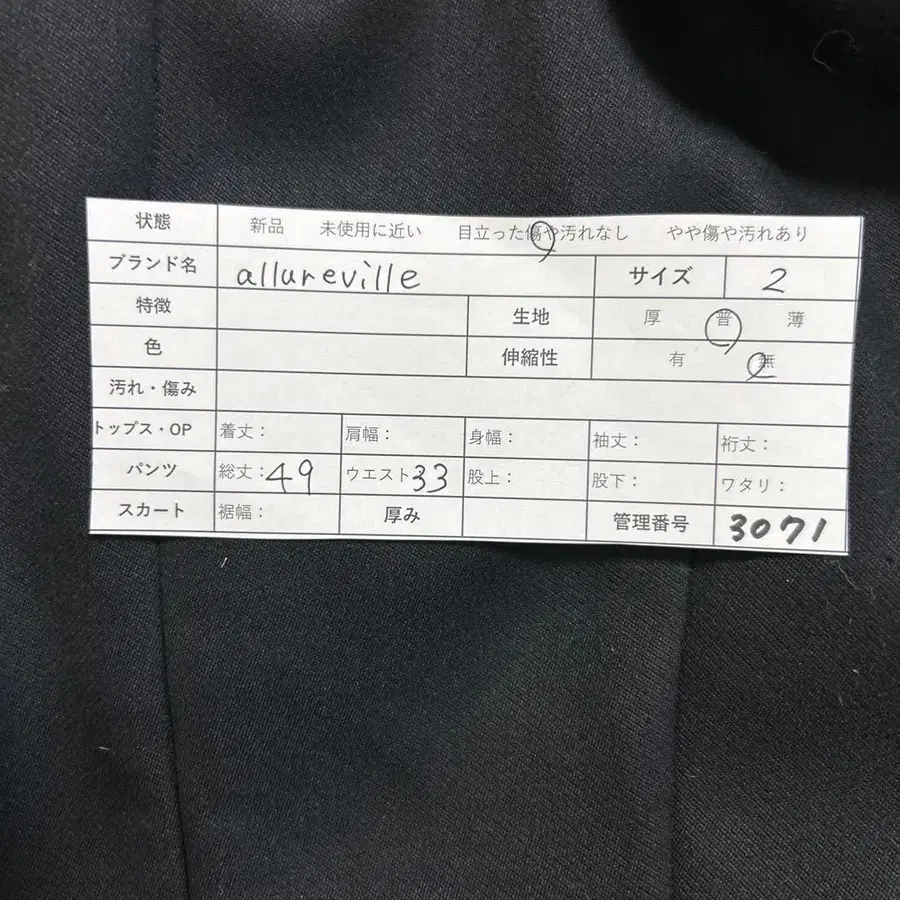 状態 新品 未使用に近い 目立った傷や汚れなし やや傷や汚れあり
ブランド名 allureville サイズ 2
特徴 生地 厚 普 薄
色 伸縮性 有 無
汚れ・傷み
トップス・OP 着丈： 肩幅： 身幅： 袖丈： 裄丈：
パンツ 総丈：49 ウエスト33 股上： 股下： ワタリ：
スカート 裾幅： 厚み 管理番号 3071